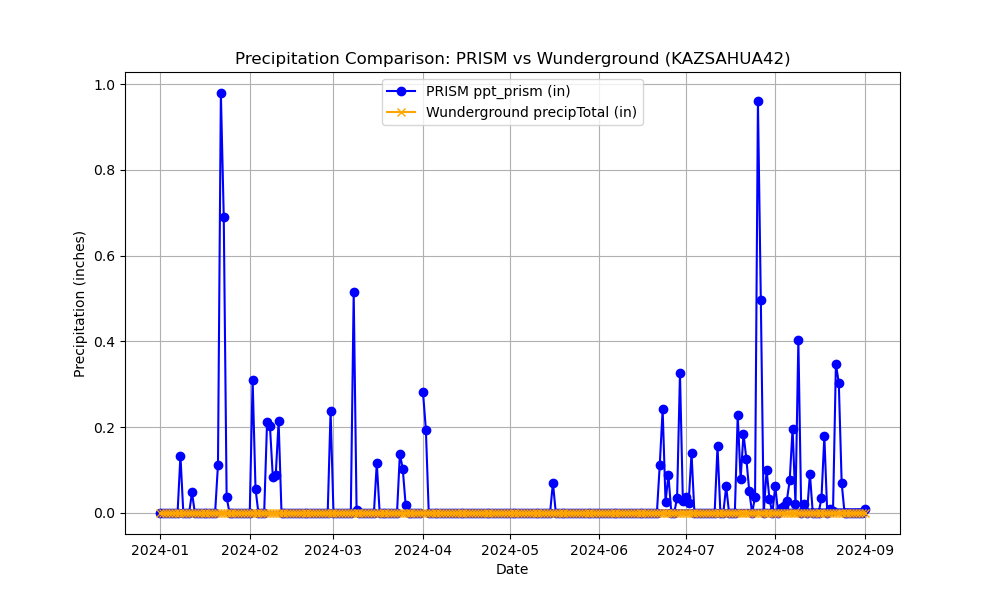 Precipitation Comparison: PRISM vs Wunderground (KAZSAHUA42)
PRISM ppt_prism (in)
Wunderground precipTotal (in)
Precipitation (inches)
1.0
0.8
0.6
0.4
0.2
0.0
2024-01 2024-02 2024-03 2024-04 2024-05 2024-06 2024-07 2024-08 2024-09
Date